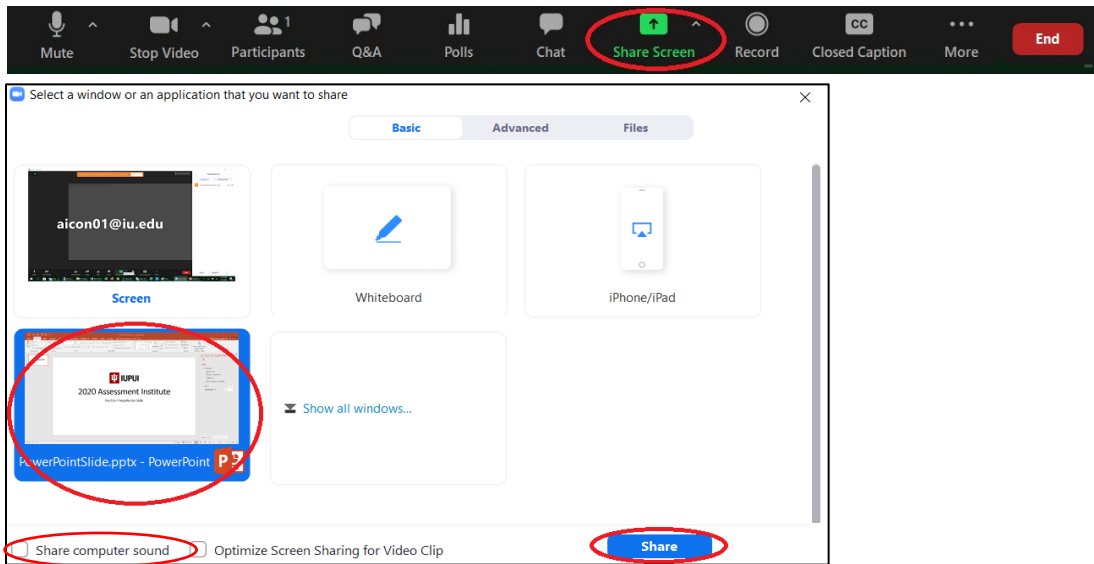 1
Mute
Stop Video
Participants
Q&A
Polls
Chat
Share Screen
Record
CC
Closed Caption
More
End
Select a window or an application that you want to share
Basic
Advanced
Files
aicon01@iu.edu
Screen
Whiteboard
iPhone/iPad
IUPUI
2020 Assessment Institute
PowerPointSlide.pptx - PowerPoint
Show all windows...
Share computer sound
Optimize Screen Sharing for Video Clip
Share